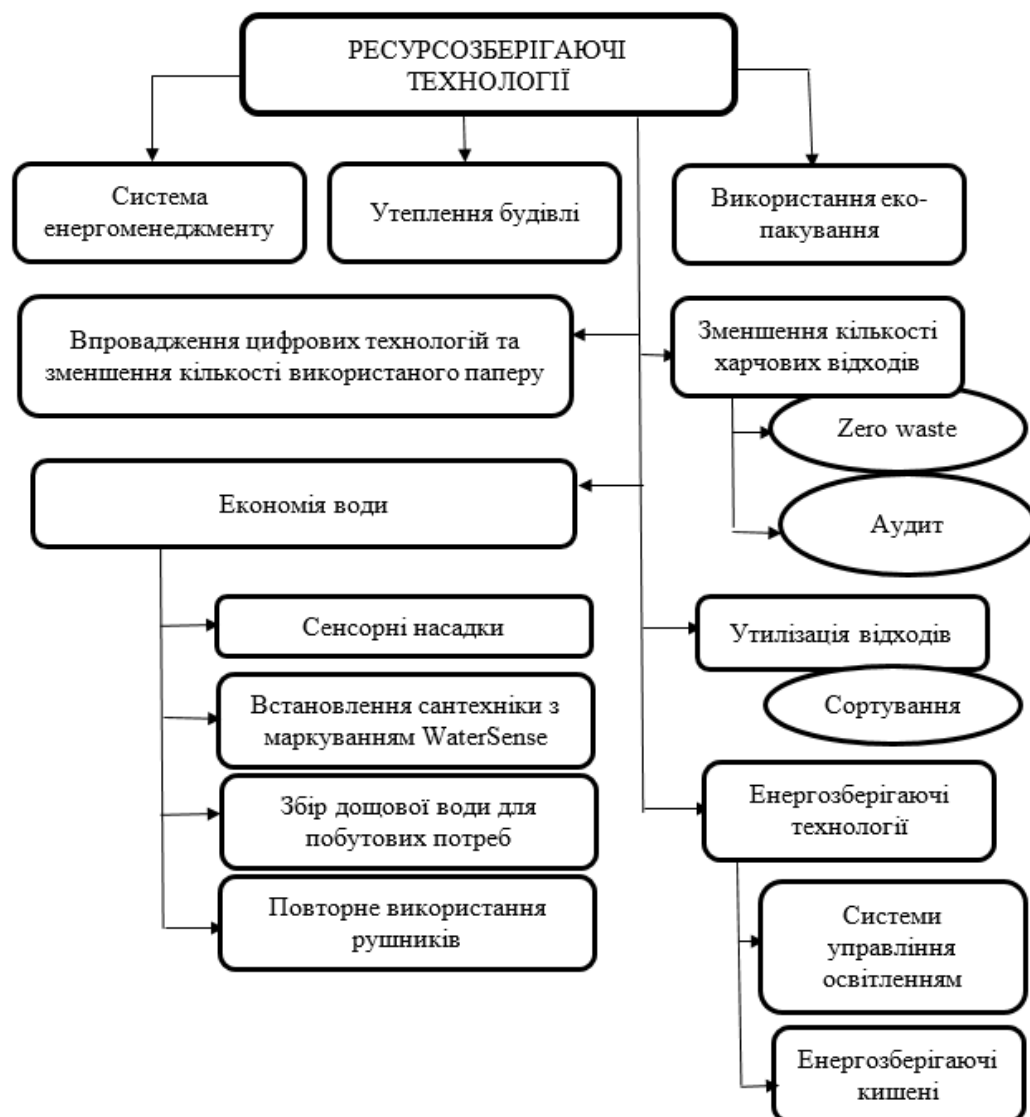 РЕСУРСОЗБЕРІГАЮЧІ
ТЕХНОЛОГІЇ
Система
енергоменеджменту
Утеплення будівлі
Використання еко-
пакування
Впровадження цифрових технологій та
зменшення кількості використаного паперу
Зменшення кількості
харчових відходів
Zero waste
Аудит
Економія води
Сенсорні насадки
Встановлення сантехніки з
маркуванням WaterSense
Збір дощової води для
побутових потреб
Повторне використання
рушників
Утилізація відходів
Сортування
Енергозберігаючі
технології
Системи
управління
освітленням
Енергозберігаючі
кишені